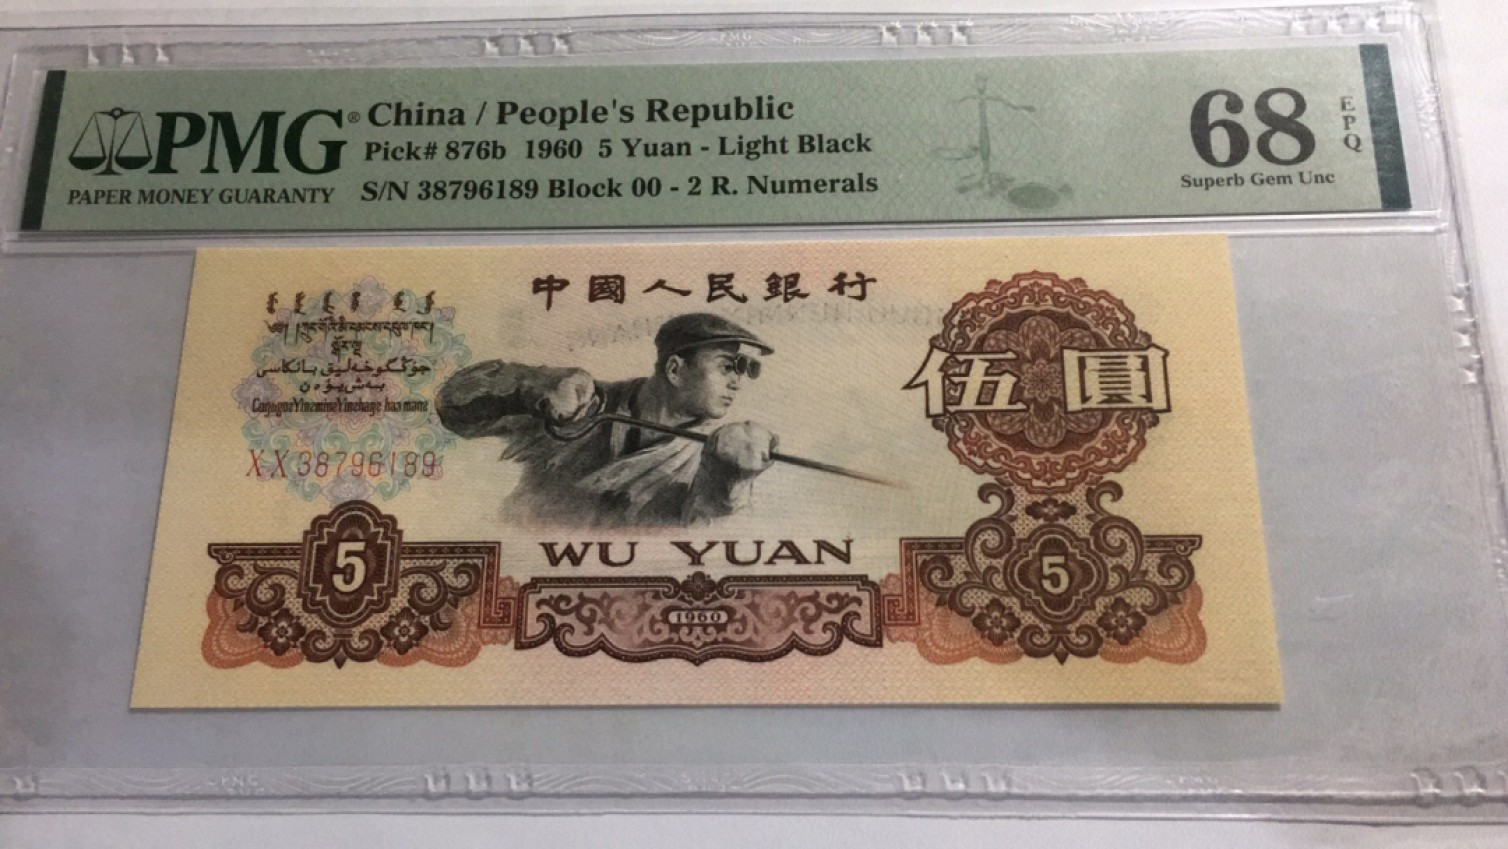 PMG®
PAPER MONEY GUARANTY
China / People's Republic
Pick# 876b 1960 5 Yuan - Light Black
S/N 38796189 Block 00 - 2 R. Numerals
68
EPQ
Superb Gem Unc
中國人民銀行
伍圓
XX38796189
5
WU YUAN
5
1960